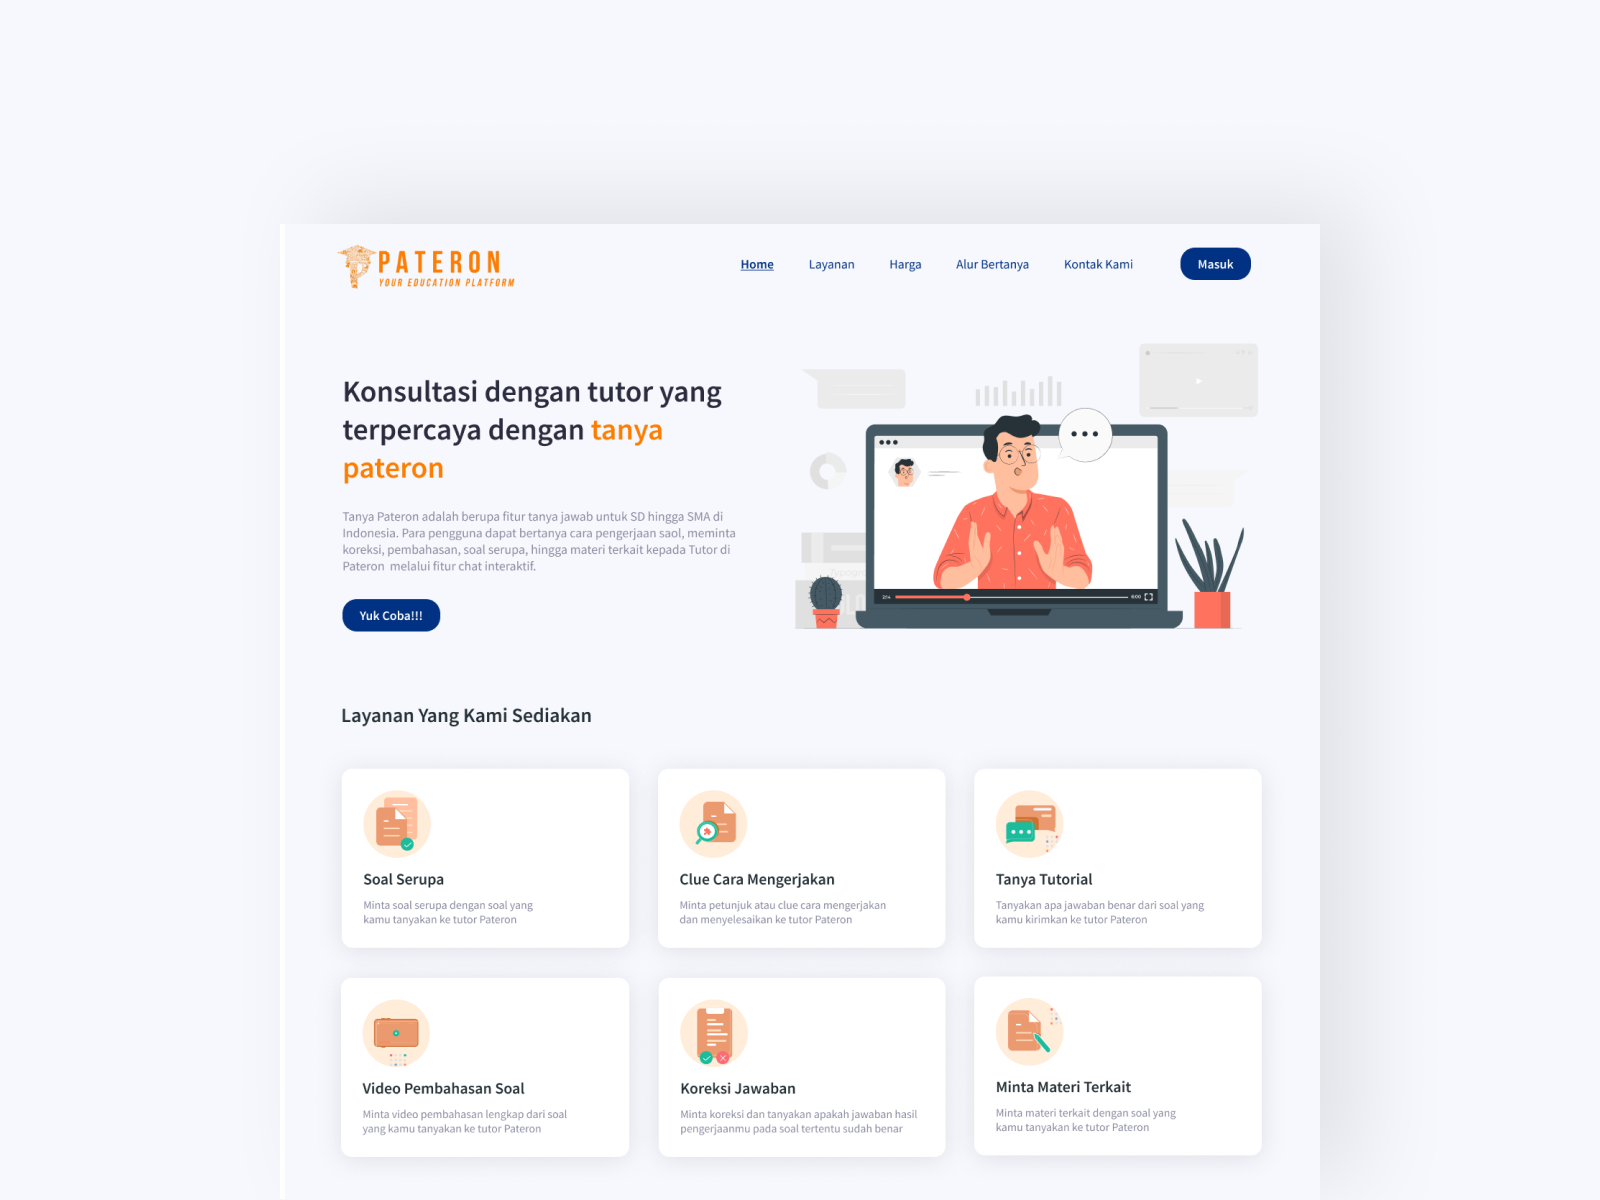 PATERON
YOUR EDUCATION PLATFORM
Home
Layanan
Harga
Alur Bertanya
Kontak Kami
Masuk
Konsultasi dengan tutor yang
terpercaya dengan tanya
pateron
Tanya Pateron adalah berupa fitur tanya jawab untuk SD hingga SMA di
Indonesia. Para pengguna dapat bertanya cara pengerjaan saol, meminta
koreksi, pembahasan, soal serupa, hingga materi terkait kepada Tutor di
Pateron melalui fitur chat interaktif.
Yuk Coba!!!
Layanan Yang Kami Sediakan
Soal Serupa
Minta soal serupa dengan soal yang
kamu tanyakan ke tutor Pateron
Clue Cara Mengerjakan
Minta petunjuk atau clue cara mengerjakan
dan menyelesaikan ke tutor Pateron
Tanya Tutorial
Tanyakan apa jawaban benar dari soal yang
kamu kirimkan ke tutor Pateron
Video Pembahasan Soal
Minta video pembahasan lengkap dari soal
yang kamu tanyakan ke tutor Pateron
Koreksi Jawaban
Minta koreksi dan tanyakan apakah jawaban hasil
pengerjaanmu pada soal tertentu sudah benar
Minta Materi Terkait
Minta materi terkait dengan soal yang
kamu tanyakan ke tutor Pateron